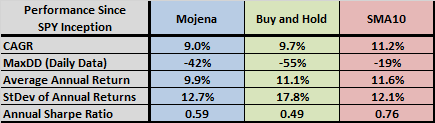 Performance Since SPY Inception Mojena Buy and Hold SMA10
CAGR 9.0% 9.7% 11.2%
MaxDD (Daily Data) -42% -55% -19%
Average Annual Return 9.9% 11.1% 11.6%
StDev of Annual Returns 12.7% 17.8% 12.1%
Annual Sharpe Ratio 0.59 0.49 0.76